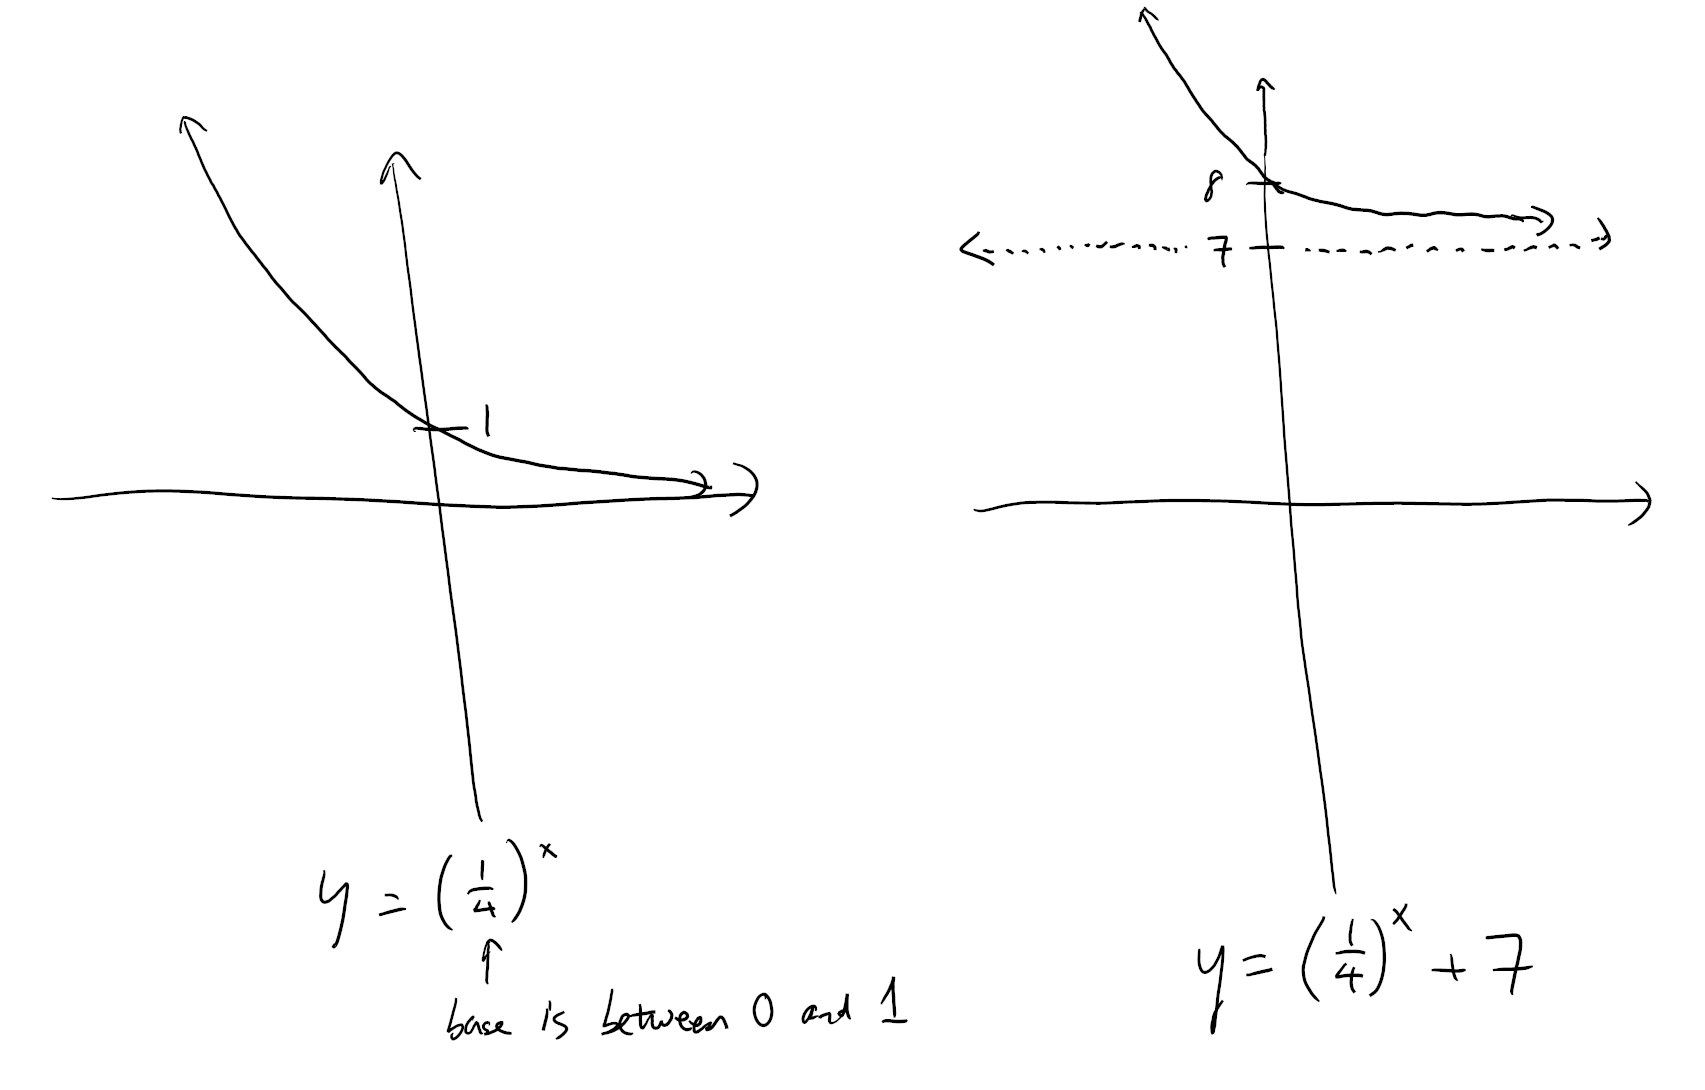 1
y = (1/4)^x
↑
base is between 0 and 1
8
7
y = (1/4)^x + 7